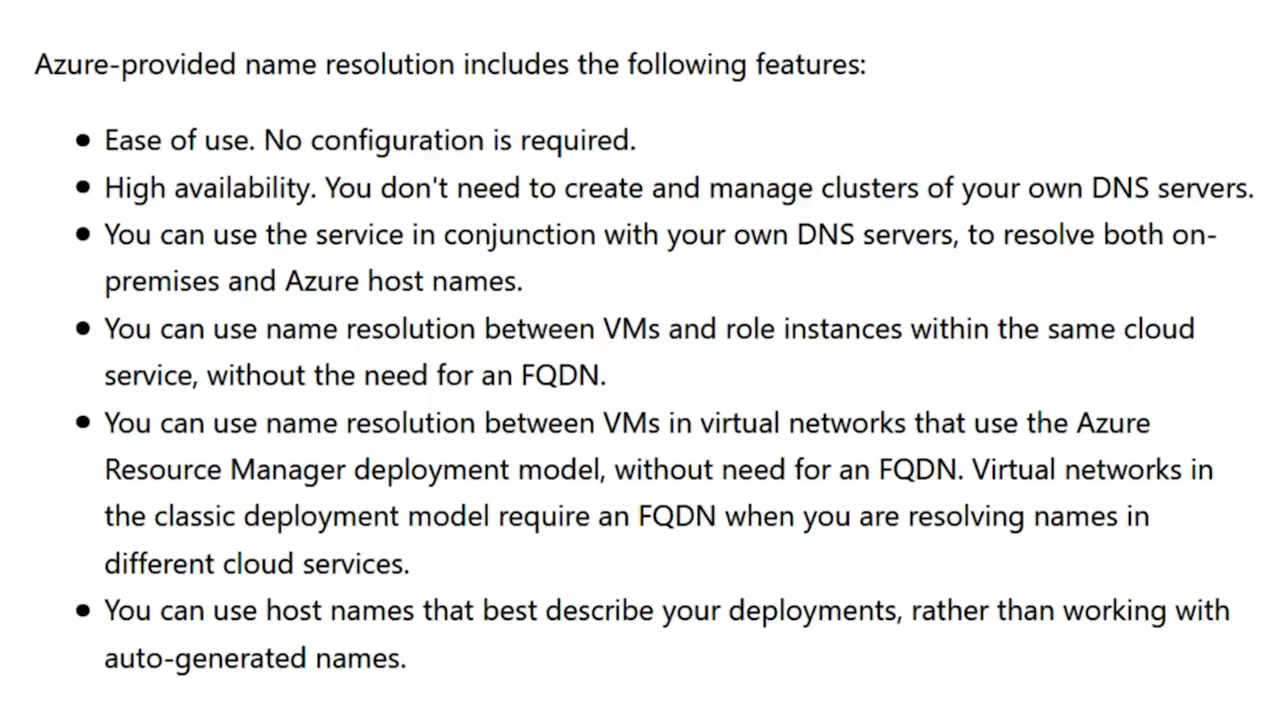 Azure-provided name resolution includes the following features:
● Ease of use. No configuration is required.
● High availability. You don't need to create and manage clusters of your own DNS servers.
● You can use the service in conjunction with your own DNS servers, to resolve both on-
premises and Azure host names.
● You can use name resolution between VMs and role instances within the same cloud
service, without the need for an FQDN.
● You can use name resolution between VMs in virtual networks that use the Azure
Resource Manager deployment model, without need for an FQDN. Virtual networks in
the classic deployment model require an FQDN when you are resolving names in
different cloud services.
● You can use host names that best describe your deployments, rather than working with
auto-generated names.